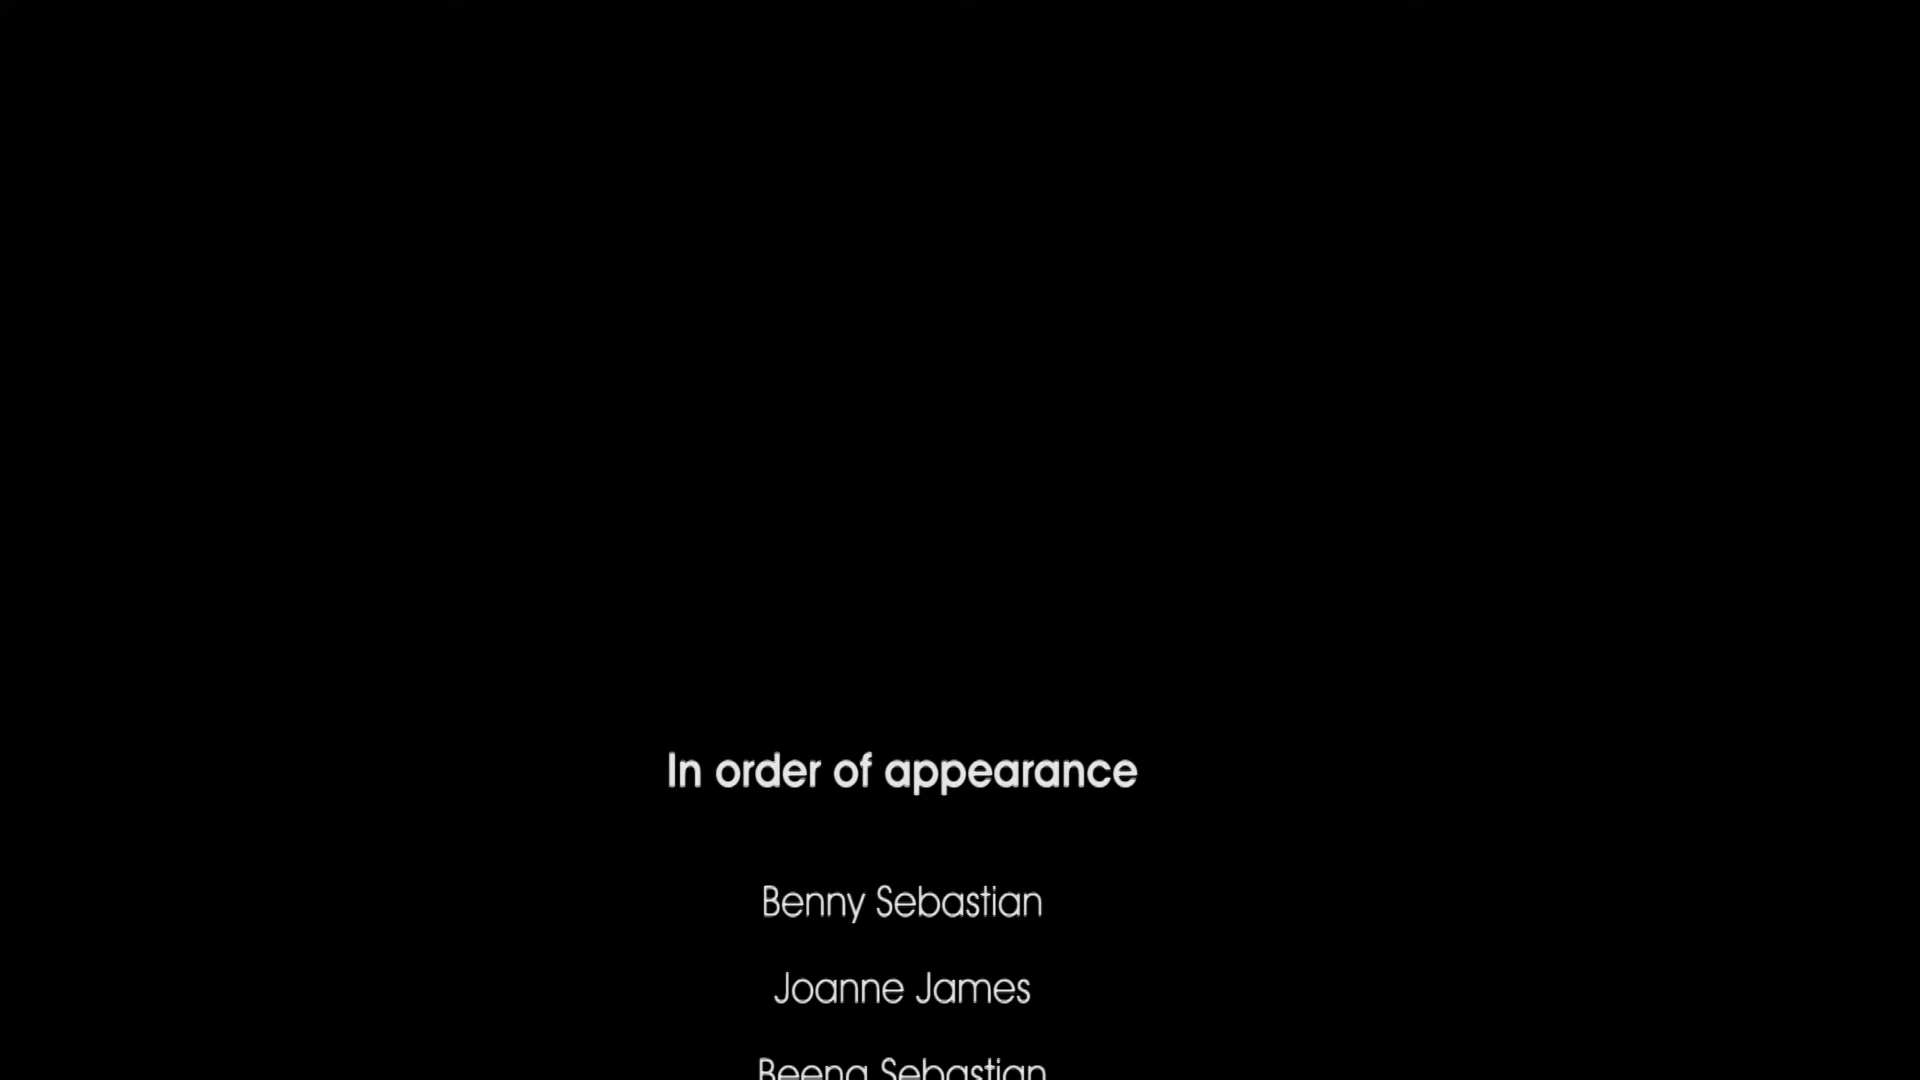 In order of appearance
Benny Sebastian
Joanne James
Beena Sebastian